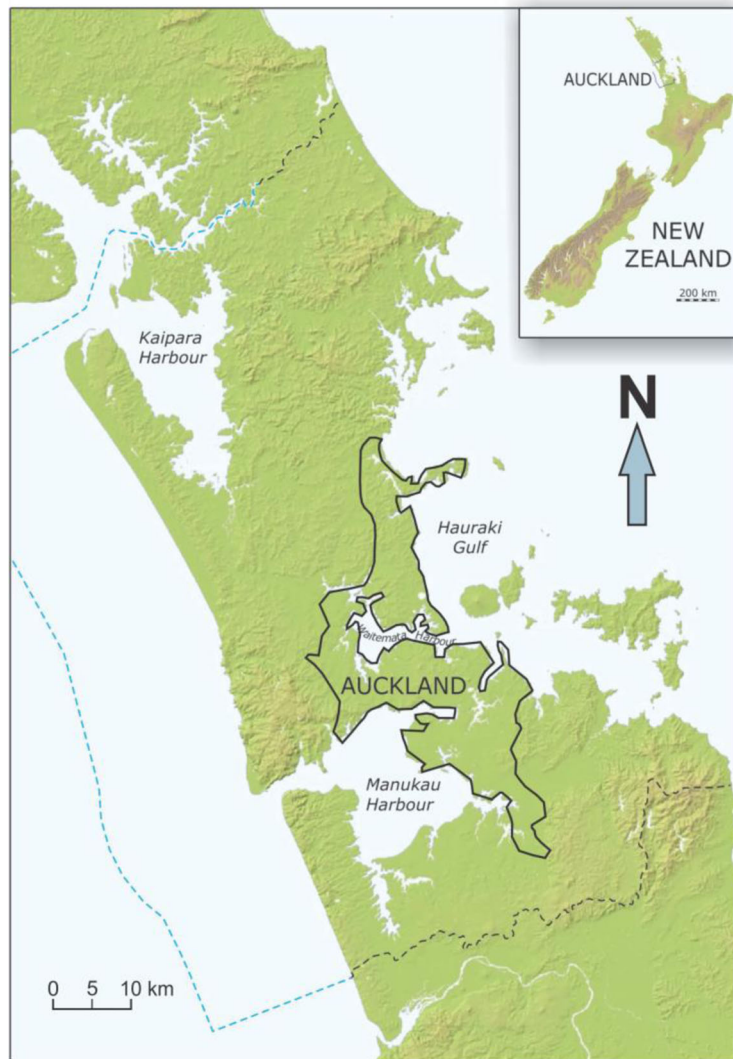 AUCKLAND
NEW
ZEALAND
200 km
Kaipara
Harbour
N
Hauraki
Gulf
Waitemata Harbour
AUCKLAND
Manukau
Harbour
0 5 10 km